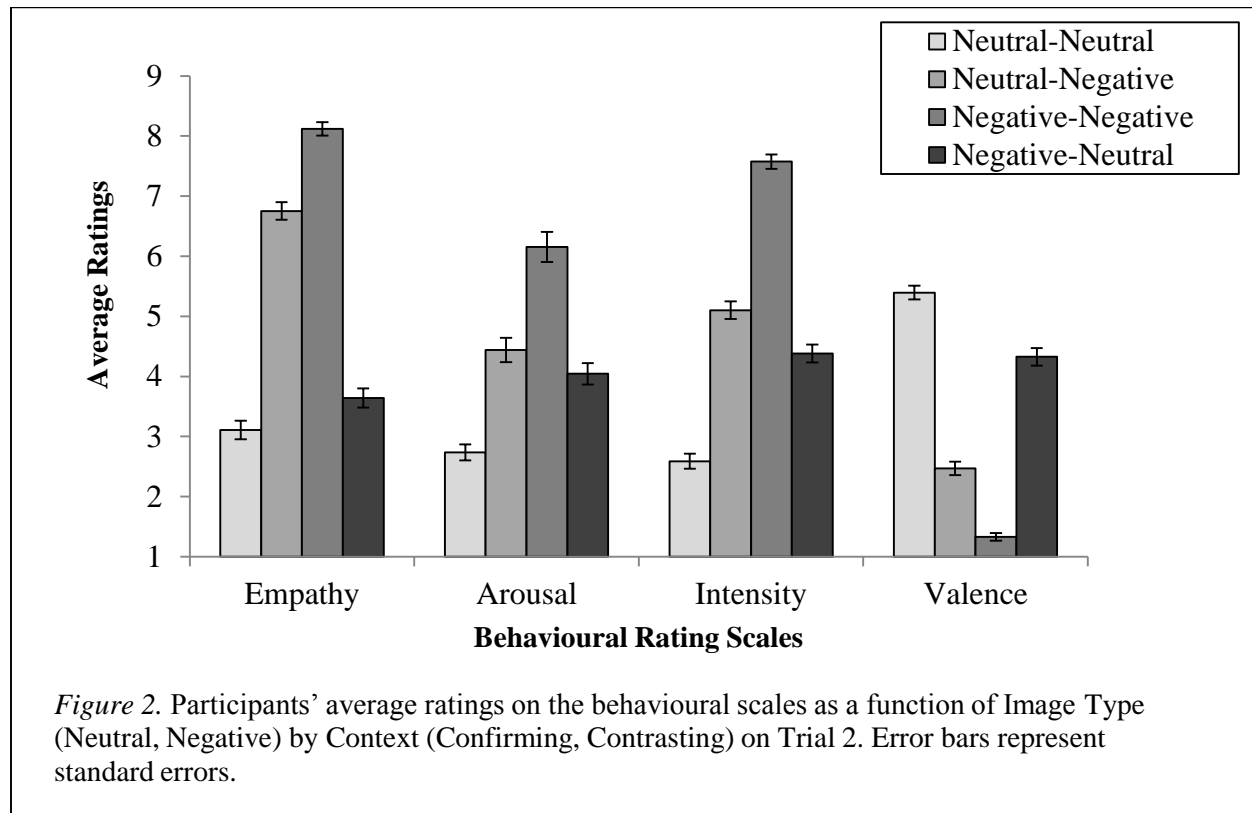 Neutral-Neutral
Neutral-Negative
Negative-Negative
Negative-Neutral
9
8
7
6
5
4
3
2
1
Average Ratings
Empathy Arousal Intensity Valence
Behavioural Rating Scales
Figure 2. Participants’ average ratings on the behavioural scales as a function of Image Type
(Neutral, Negative) by Context (Confirming, Contrasting) on Trial 2. Error bars represent
standard errors.